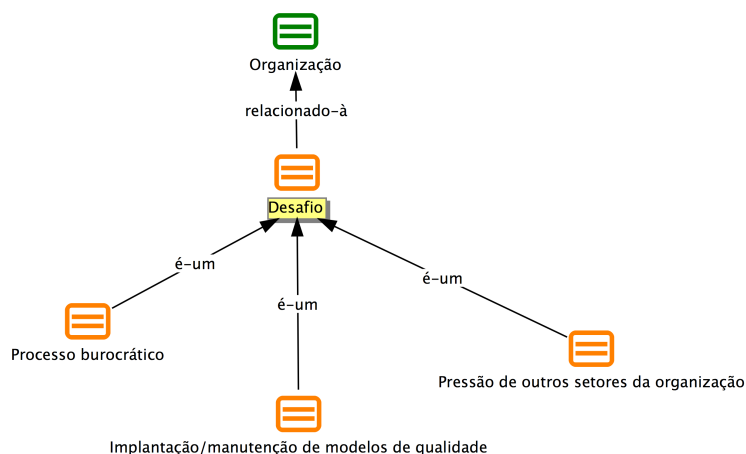 Organização
relacionado-à
Desafio
é-um
é-um
é-um
Processo burocrático
Pressão de outros setores da organização
Implantação/manutenção de modelos de qualidade